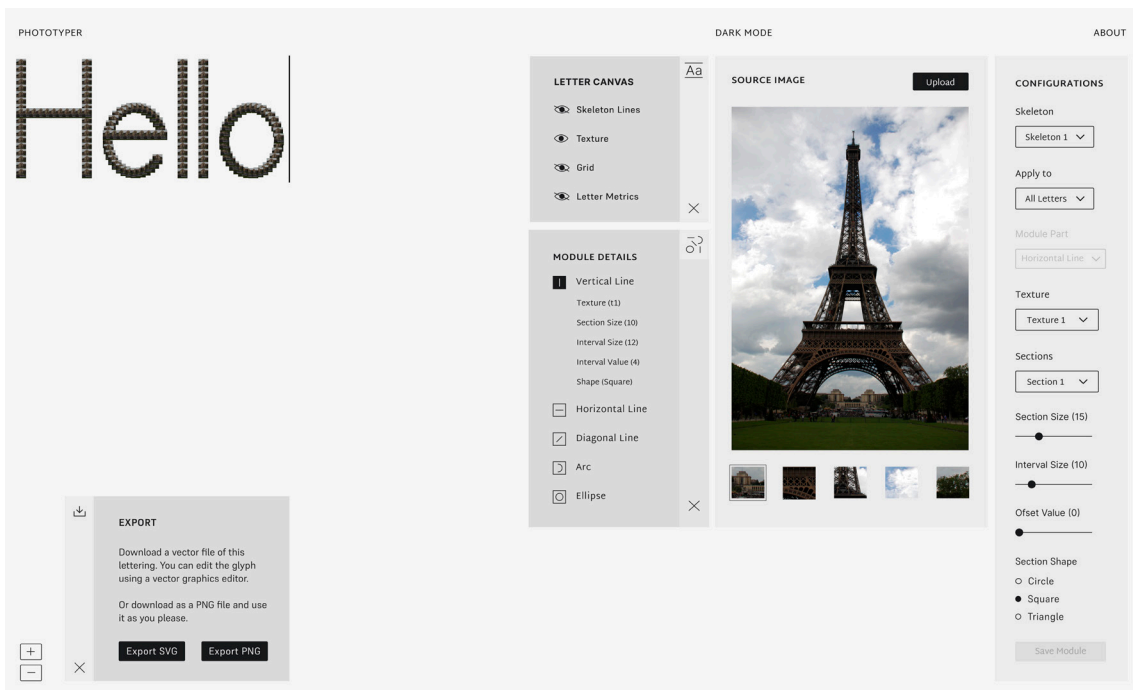 PHOTOTYPER
DARK MODE
ABOUT
Hello
LETTER CANVAS
Skeleton Lines
Texture
Grid
Letter Metrics
Aa
MODULE DETAILS
Vertical Line
Texture (t1)
Section Size (10)
Interval Size (12)
Interval Value (4)
Shape (Square)
Horizontal Line
Diagonal Line
Arc
Ellipse
SOURCE IMAGE
Upload
CONFIGURATIONS
Skeleton
Skeleton 1
Apply to
All Letters
Module Part
Horizontal Line
Texture
Texture 1
Sections
Section 1
Section Size (15)
Interval Size (10)
Ofset Value (0)
Section Shape
Circle
Square
Triangle
Save Module
EXPORT
Download a vector file of this
lettering. You can edit the glyph
using a vector graphics editor.
Or download as a PNG file and use
it as you please.
Export SVG
Export PNG